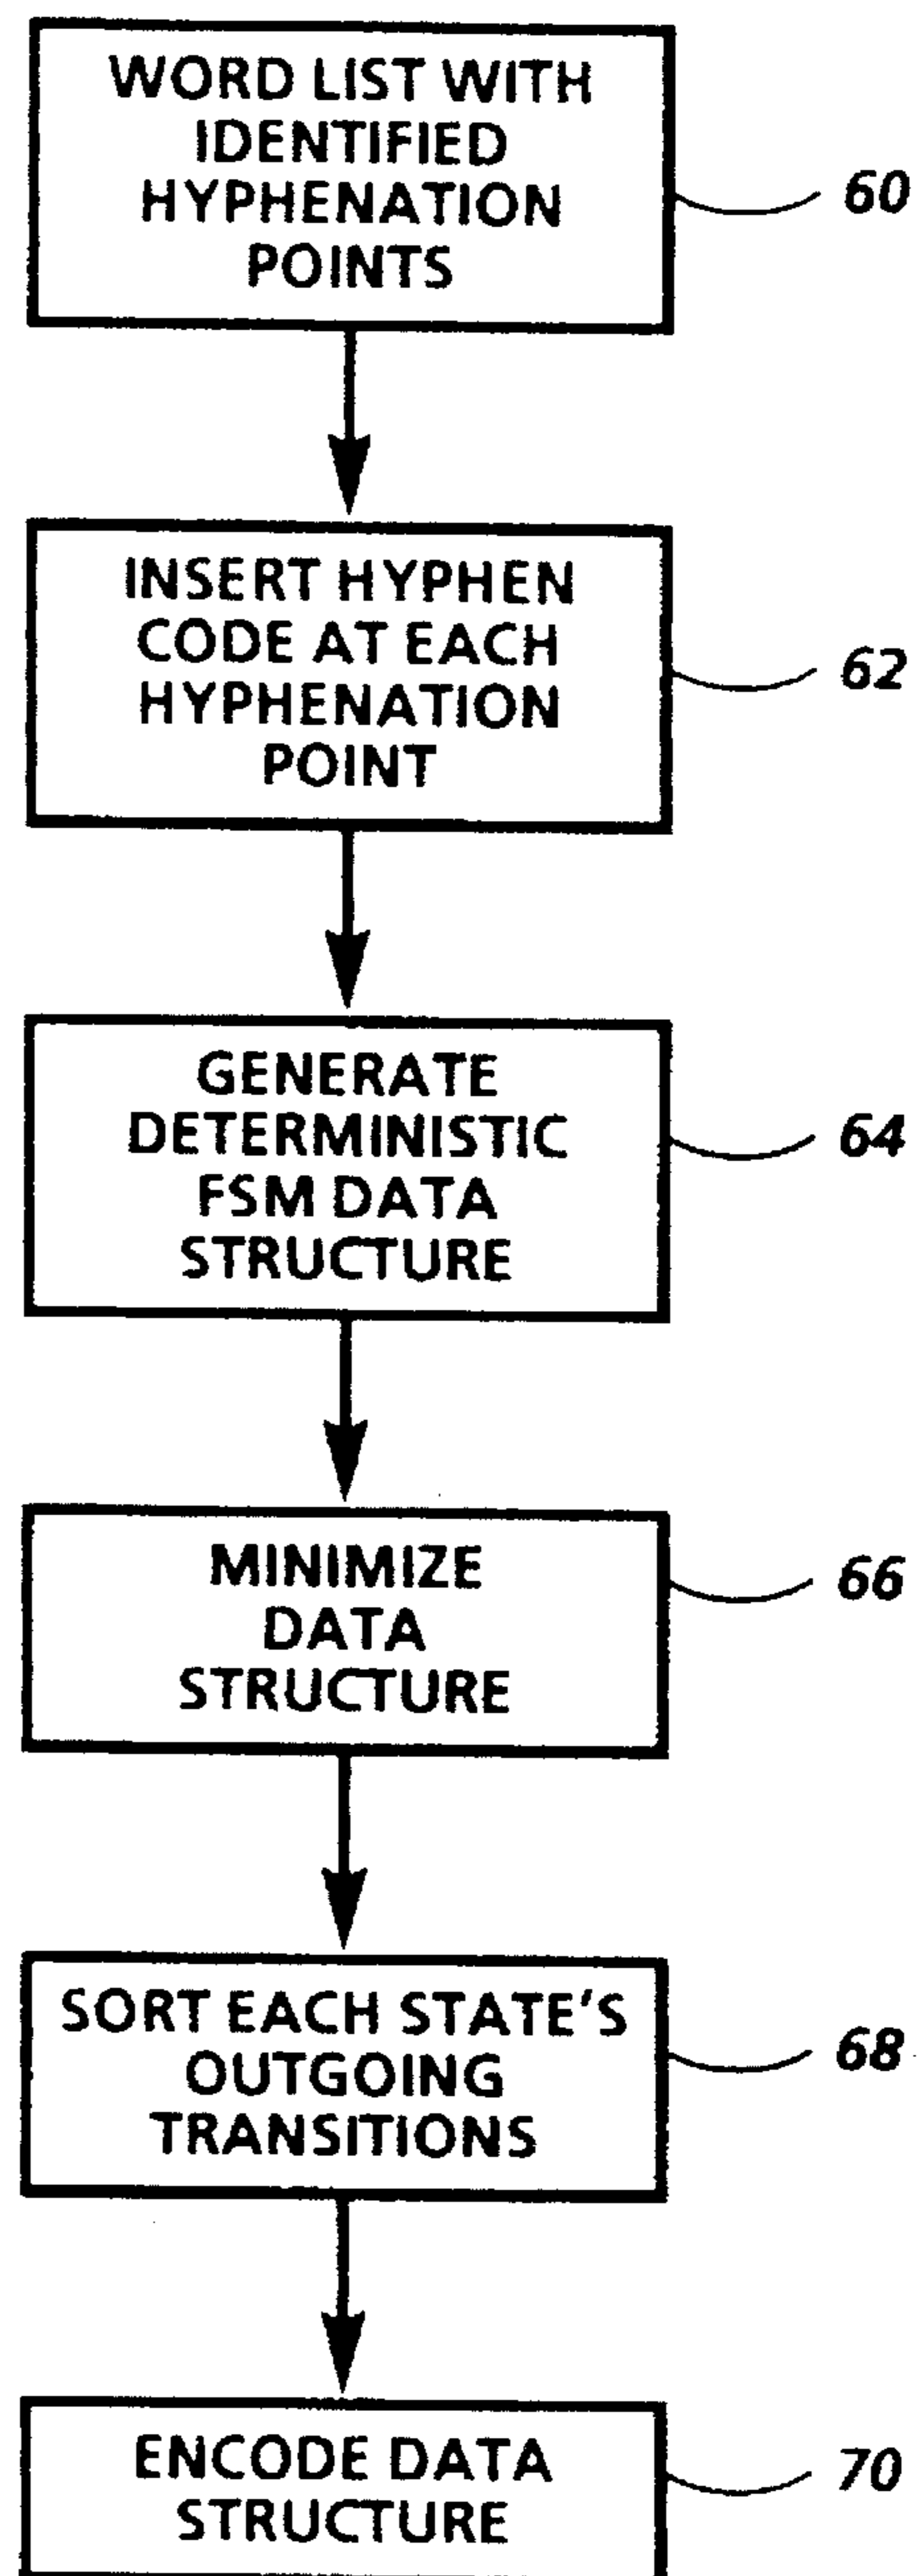 WORD LIST WITH
IDENTIFIED
HYPHENATION
POINTS
60
INSERT HYPHEN
CODE AT EACH
HYPHENATION
POINT
62
GENERATE
DETERMINISTIC
FSM DATA
STRUCTURE
64
MINIMIZE
DATA
STRUCTURE
66
SORT EACH STATE'S
OUTGOING
TRANSITIONS
68
ENCODE DATA
STRUCTURE
70